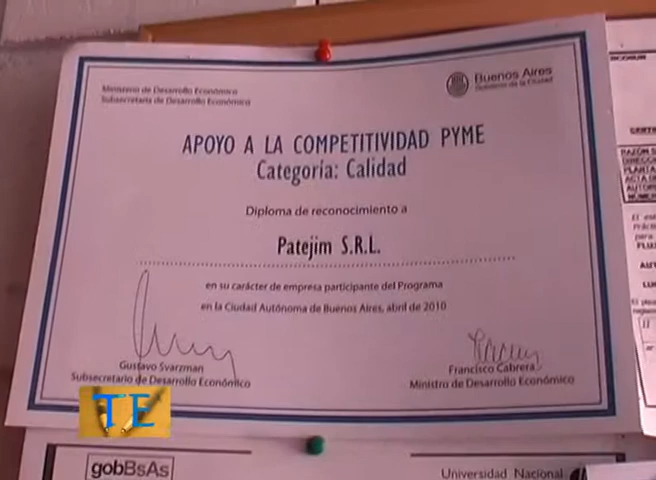 Ministerio de Desarrollo Económico
Subsecretaría de Desarrollo Económico
Buenos Aires
Gobierno de la Ciudad
APOYO A LA COMPETITIVIDAD PYME
Categoría: Calidad
Diploma de reconocimiento a
Patejim S.R.L.
en su carácter de empresa participante del Programa
en la Ciudad Autónoma de Buenos Aires, abril de 2010
Gustavo Svarzman
Subsecretario de Desarrollo Económico
Francisco Cabrera
Ministro de Desarrollo Económico
TE
gobBsAs
Universidad Nacional